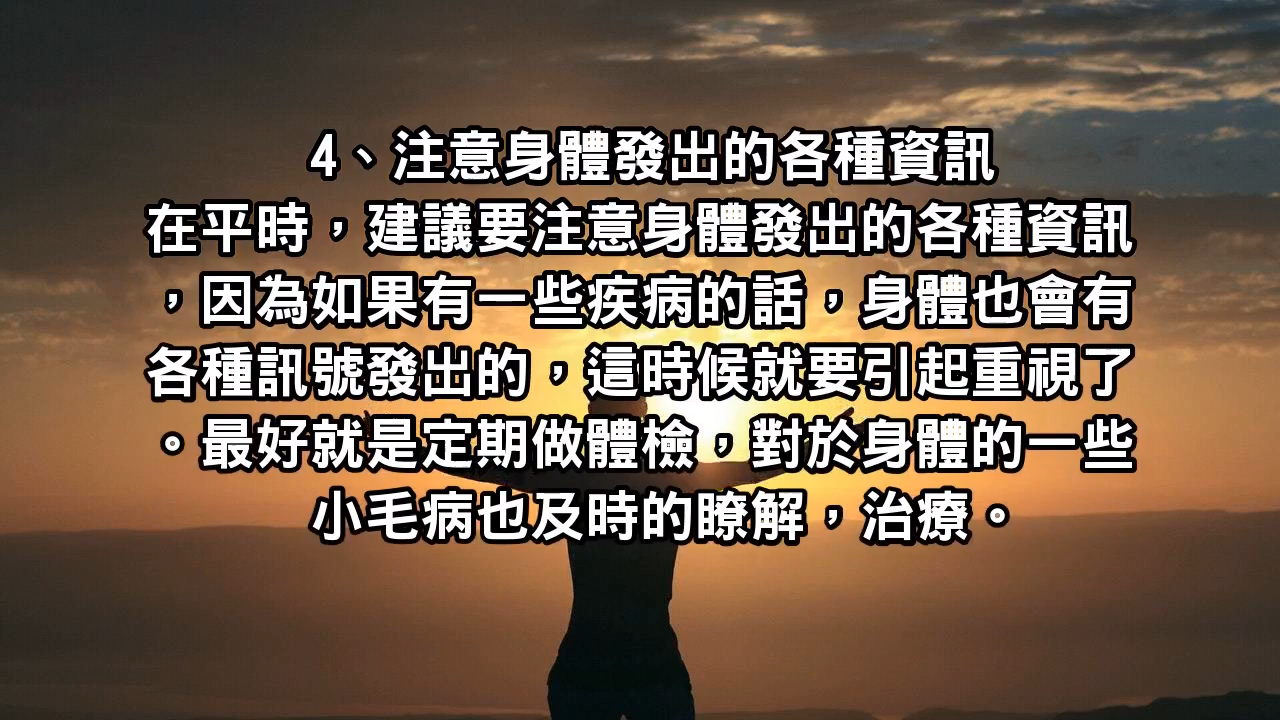 4、注意身體發出的各種資訊
在平時，建議要注意身體發出的各種資訊
，因為如果有一些疾病的話，身體也會有
各種訊號發出的，這時候就要引起重視了
。最好就是定期做體檢，對於身體的一些
小毛病也及時的瞭解，治療。